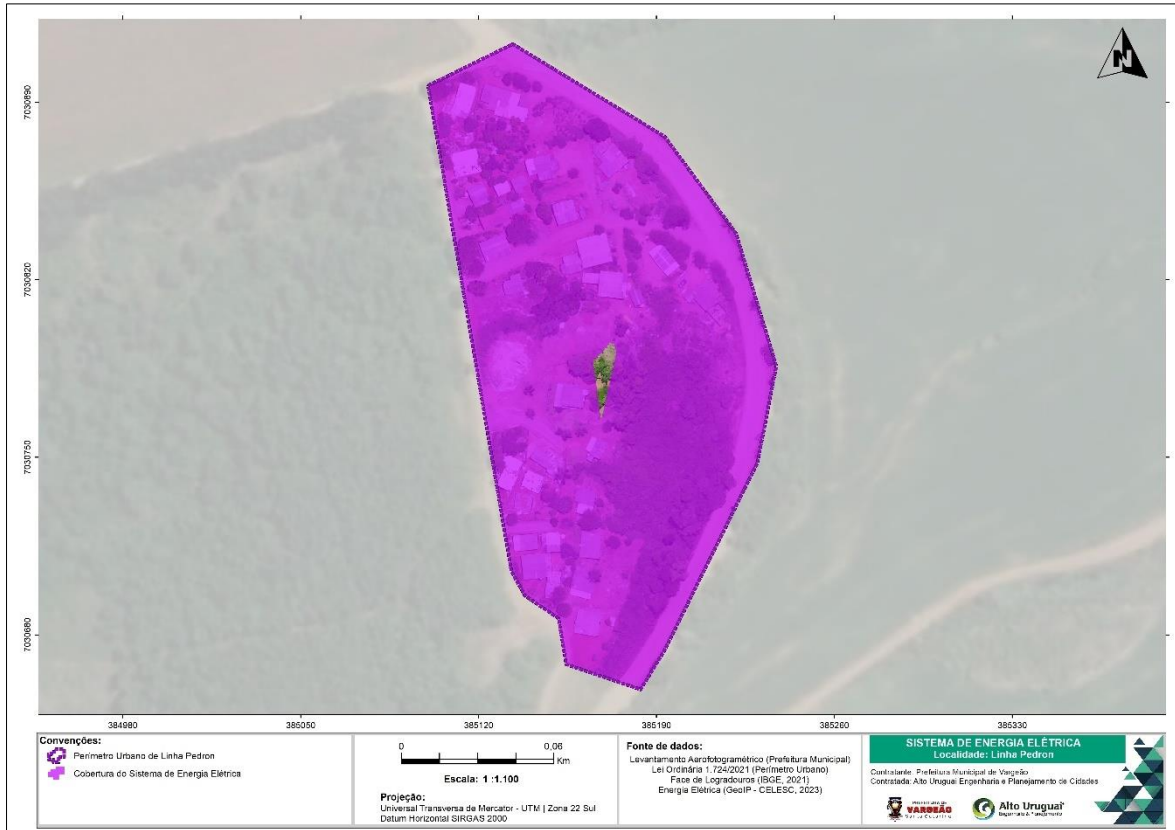 N
7030890
7030820
7030750
7030680
384980
385050
385120
385190
385260
385330
Convenções:
Perímetro Urbano de Linha Pedron
Cobertura do Sistema de Energia Elétrica
0 0,06
Km
Escala: 1 :1.100
Projeção:
Universal Transversa de Mercator - UTM | Zona 22 Sul
Datum Horizontal SIRGAS 2000
Fonte de dados:
Levantamento Aerofotogramétrico (Prefeitura Municipal)
Lei Ordinária 1.724/2021 (Perímetro Urbano)
Face de Logradouros (IBGE, 2021)
Energia Elétrica (GeoIP - CELESC, 2023)
SISTEMA DE ENERGIA ELÉTRICA
Localidade: Linha Pedron
Contratante: Prefeitura Municipal de Vargeão
Contratada: Alto Uruguai Engenharia e Planejamento de Cidades
VARGEÃO
Santa Catarina
Alto Uruguai
Engenharia & Planejamento